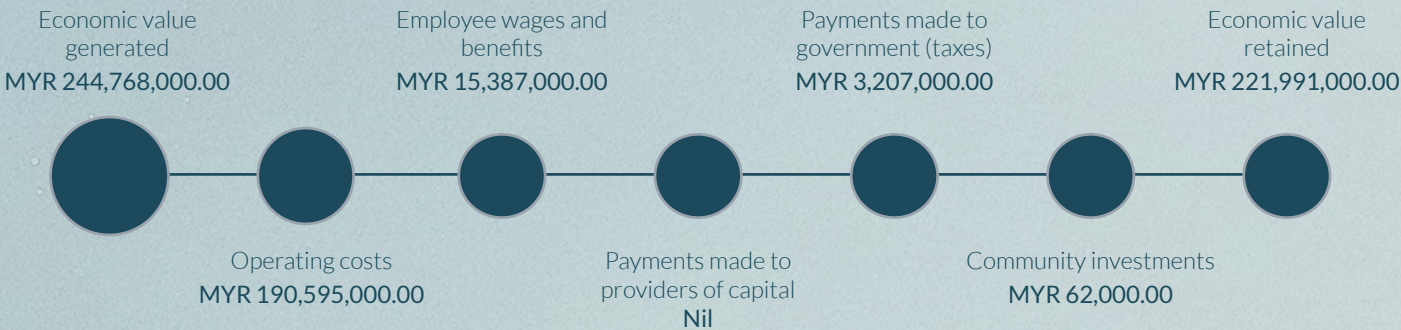 Economic value
generated
MYR 244,768,000.00
Operating costs
MYR 190,595,000.00
Employee wages and
benefits
MYR 15,387,000.00
Payments made to
providers of capital
Nil
Payments made to
government (taxes)
MYR 3,207,000.00
Community investments
MYR 62,000.00
Economic value
retained
MYR 221,991,000.00